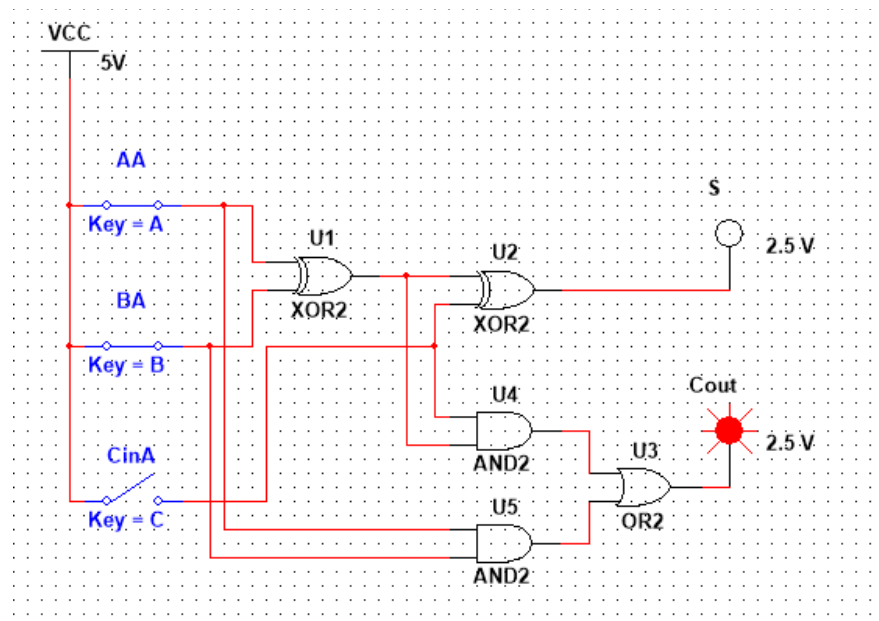 VCC
5V
AA
Key = A
BA
Key = B
CinA
Key = C
U1
XOR2
U2
XOR2
U4
AND2
U5
AND2
U3
OR2
S
2.5 V
Cout
2.5 V